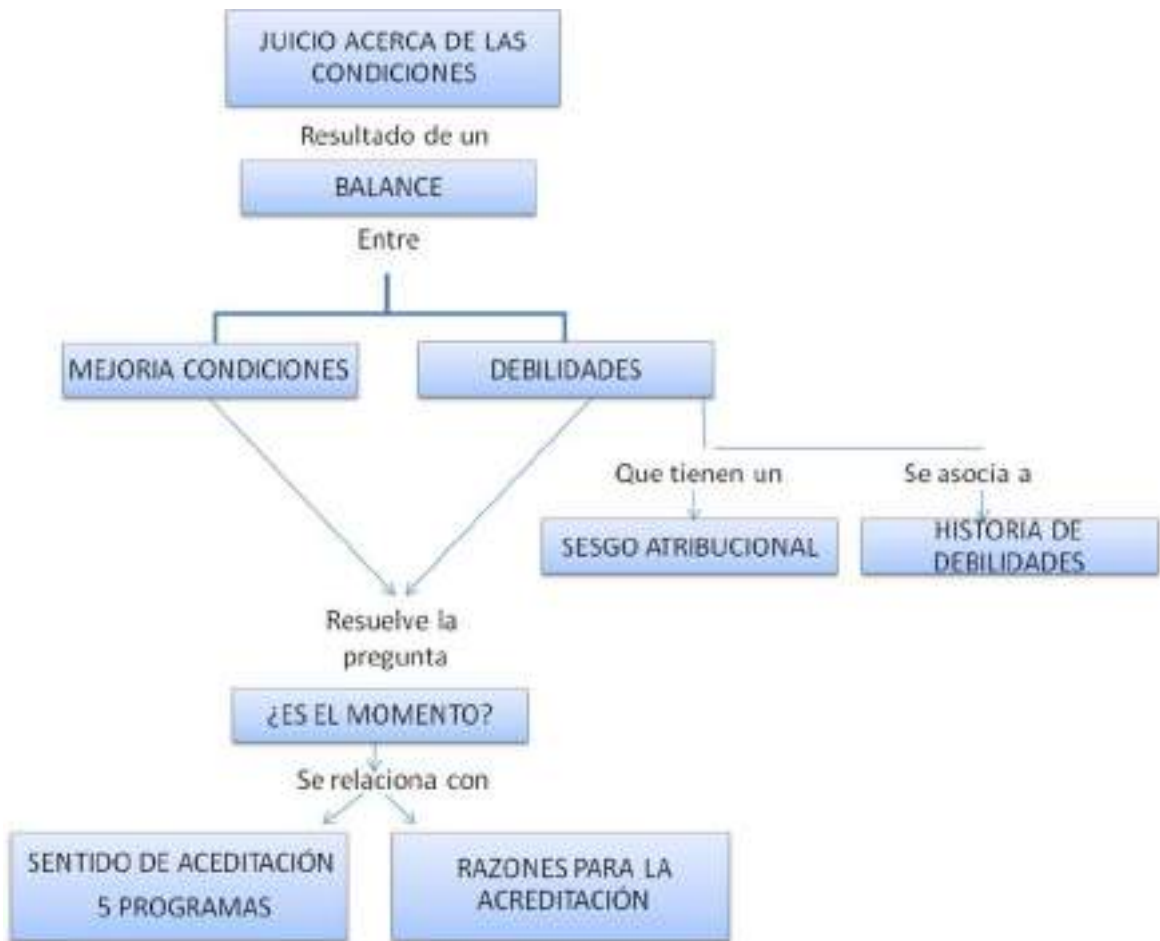 JUICIO ACERCA DE LAS
CONDICIONES
Resultado de un
BALANCE
Entre
MEJORIA CONDICIONES
DEBILIDADES
Que tienen un
Se asocia a
SESGO ATRIBUCIONAL
HISTORIA DE
DEBILIDADES
Resuelve la
pregunta
¿ES EL MOMENTO?
Se relaciona con
SENTIDO DE ACEDITACIÓN
5 PROGRAMAS
RAZONES PARA LA
ACREDITACIÓN